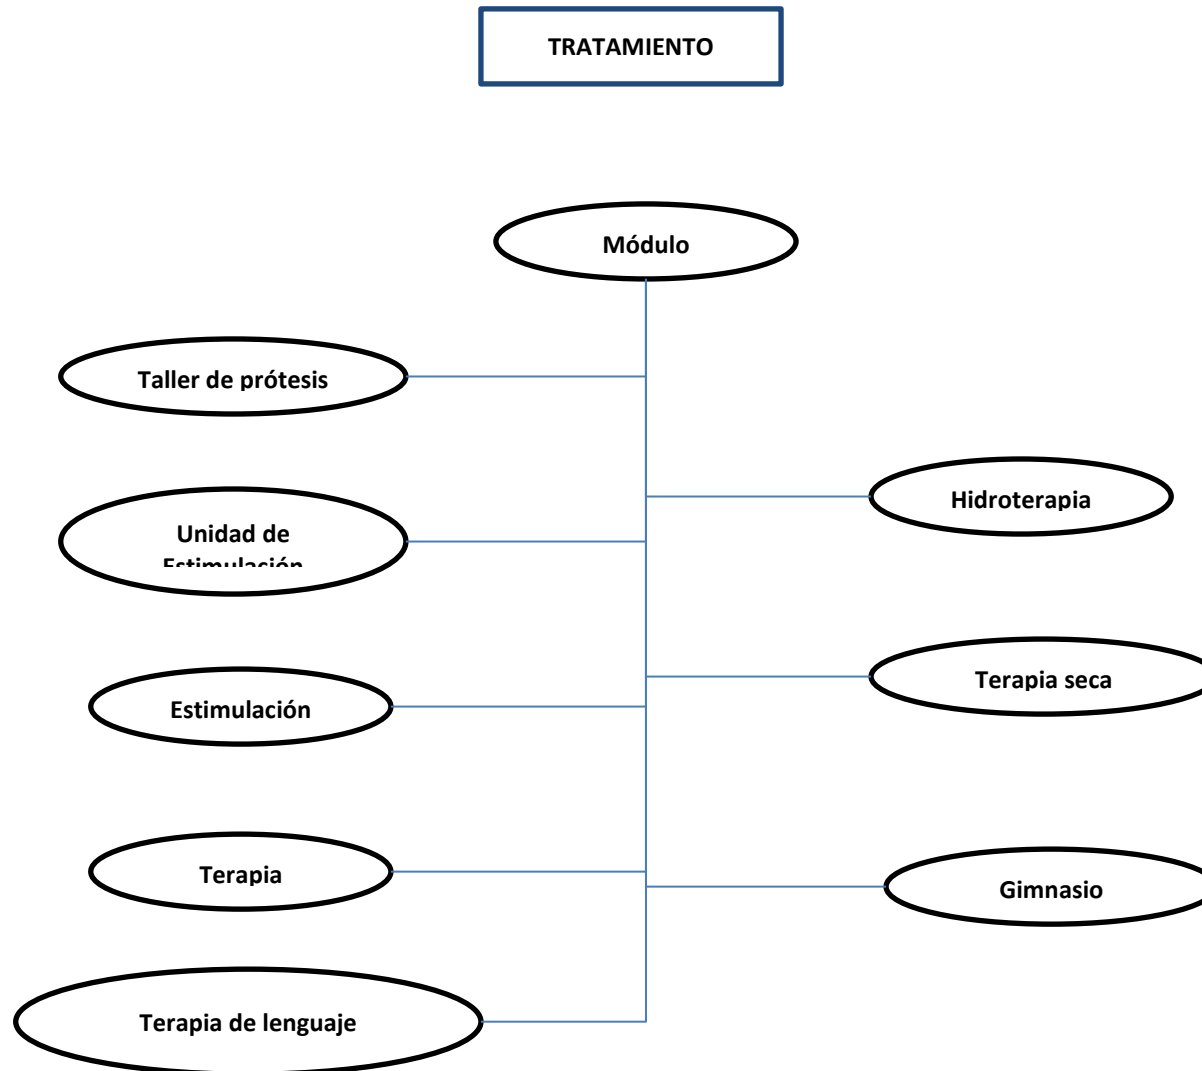 TRATAMIENTO
Módulo
Taller de prótesis
Hidroterapia
Unidad de
Estimulación
Terapia seca
Estimulación
Terapia
Gimnasio
Terapia de lenguaje